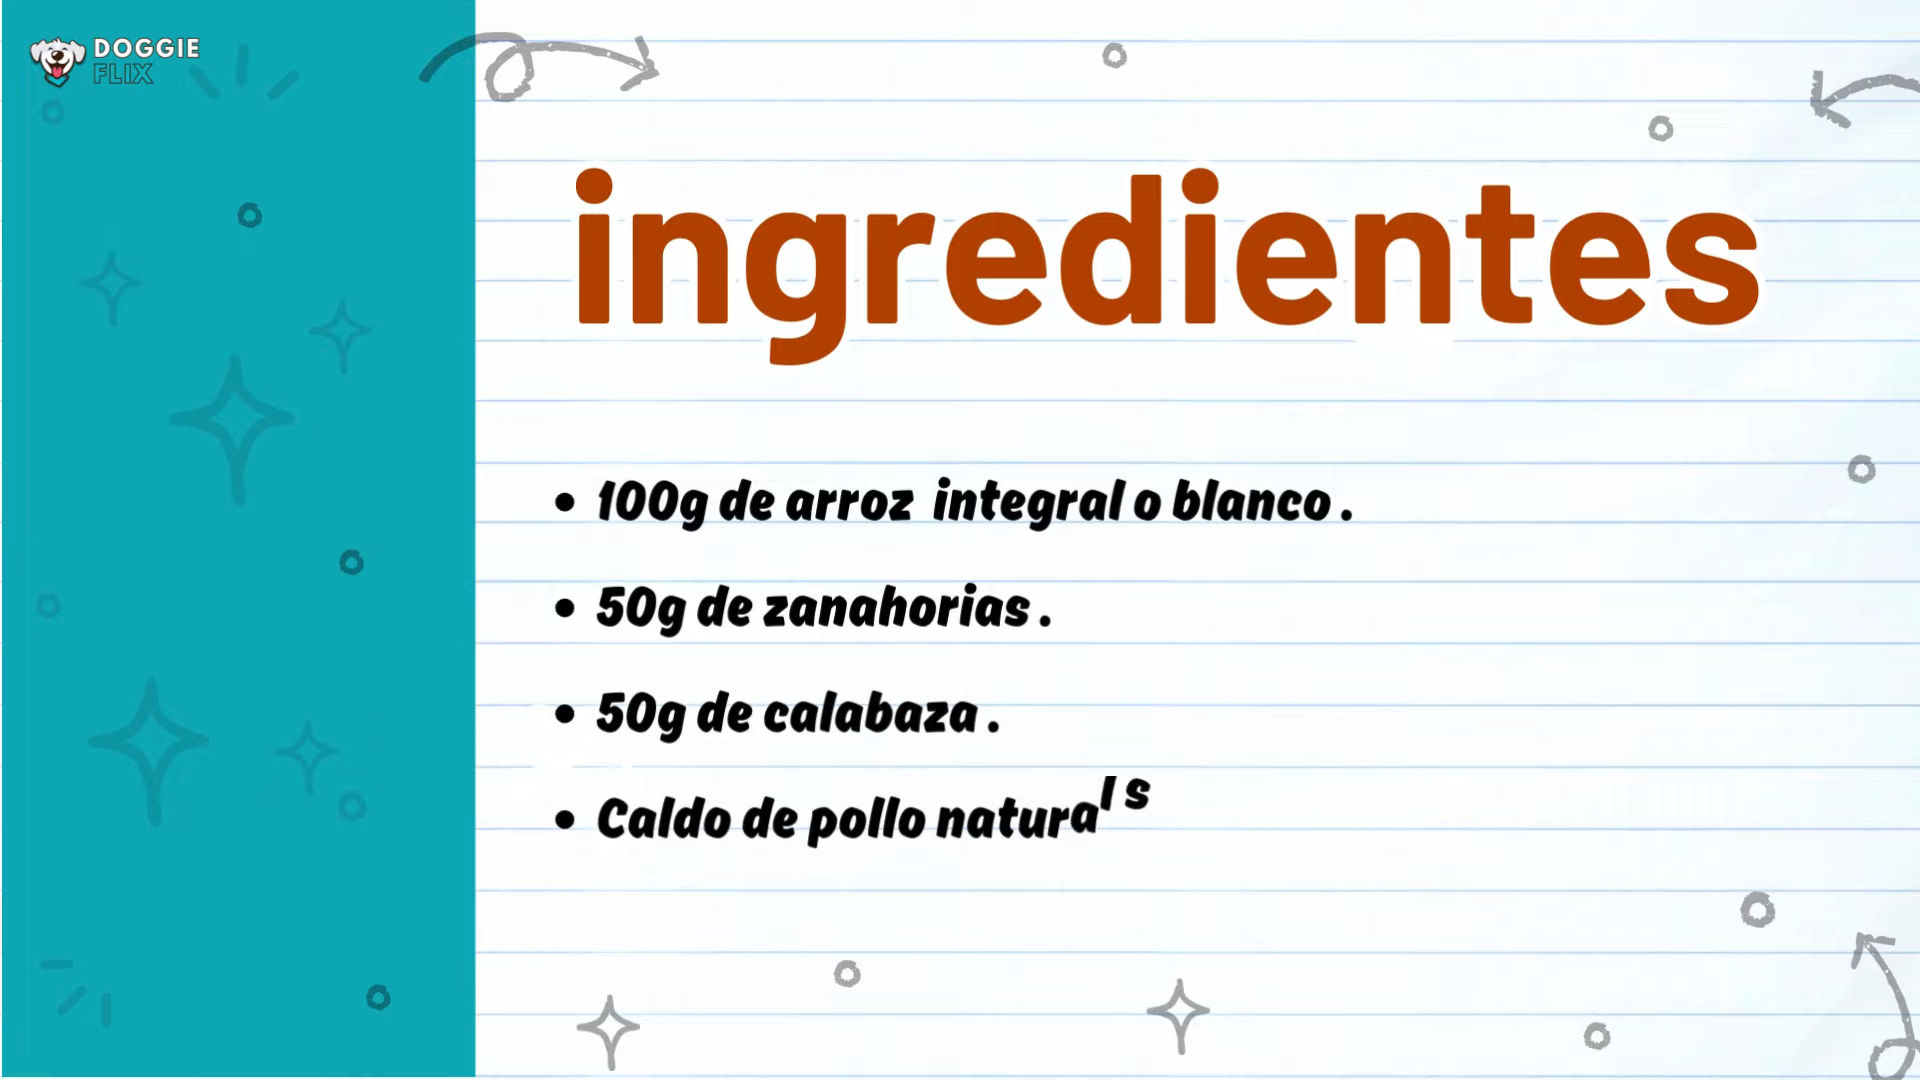 DOGGIE
FLIX
ingredientes
• 100g de arroz integral o blanco .
• 50g de zanahorias .
• 50g de calabaza .
• Caldo de pollo natural s